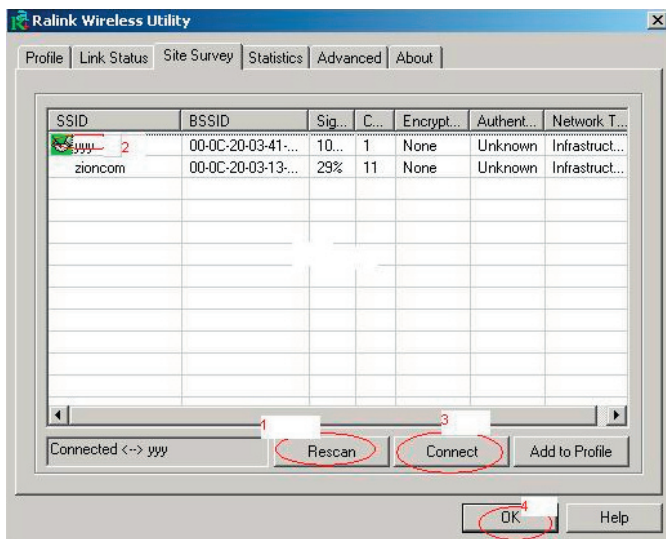 Ralink Wireless Utility
Profile Link Status Site Survey Statistics Advanced About
SSID BSSID Sig... C... Encrypt... Authent... Network T...
yyy 2 00-0C-20-03-41-... 10... 1 None Unknown Infrastruct...
zioncom 00-0C-20-03-13-... 29% 11 None Unknown Infrastruct...
1 3
Connected <--> yyy Rescan Connect Add to Profile
OK 4 Help